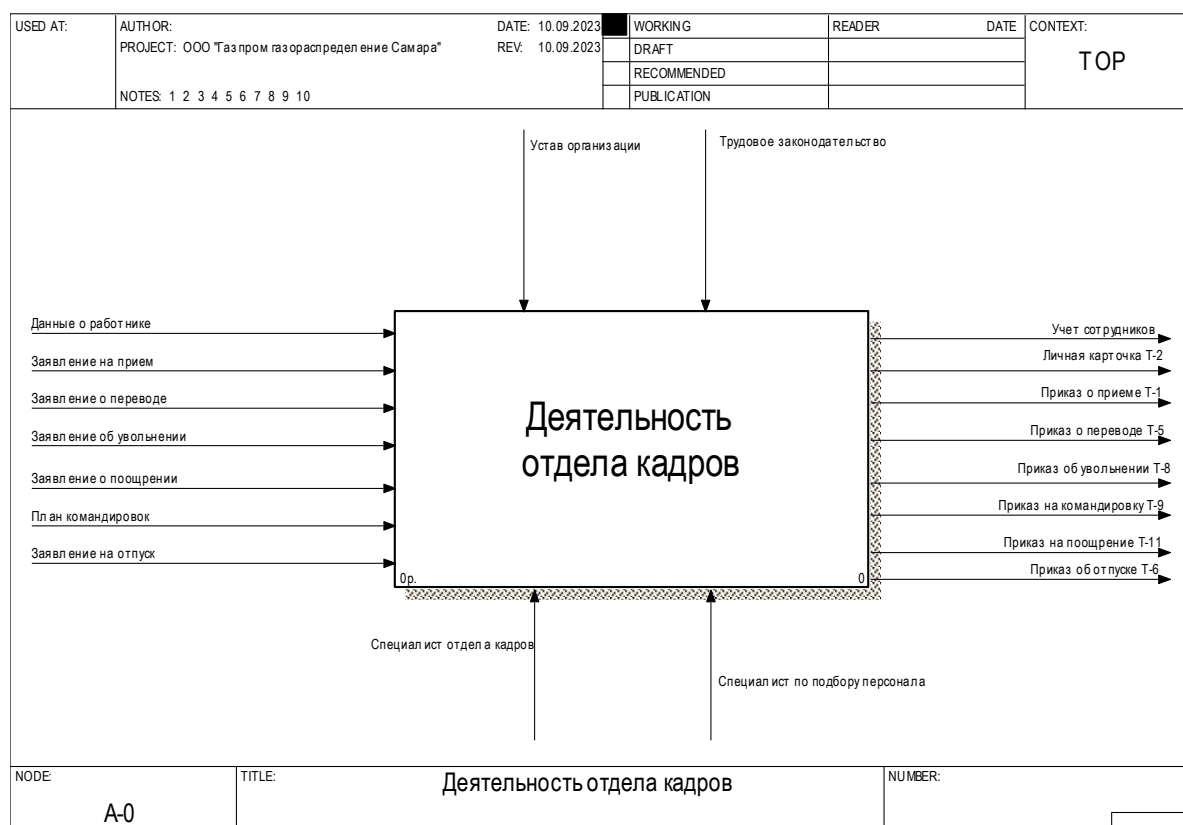 USED AT:
AUTHOR:
DATE: 10.09.2023
WORKING
READER
DATE
CONTEXT:
PROJECT: ООО "Газпром газораспределение Самара"
REV: 10.09.2023
DRAFT
TOP
RECOMMENDED
NOTES: 1 2 3 4 5 6 7 8 9 10
PUBLICATION
Устав организации
Трудовое законодательство
Данные о работнике
Заявление на прием
Заявление о переводе
Заявление об увольнении
Заявление о поощрении
План командировок
Заявление на отпуск
Деятельность
отдела кадров
0р.
0
Учет сотрудников
Личная карточка Т-2
Приказ о приеме Т-1
Приказ о переводе Т-5
Приказ об увольнении Т-8
Приказ на командировку Т-9
Приказ на поощрение Т-11
Приказ об отпуске Т-6
Специалист отдела кадров
Специалист по подбору персонала
NODE:
TITLE:
Деятельность отдела кадров
NUMBER:
A-0